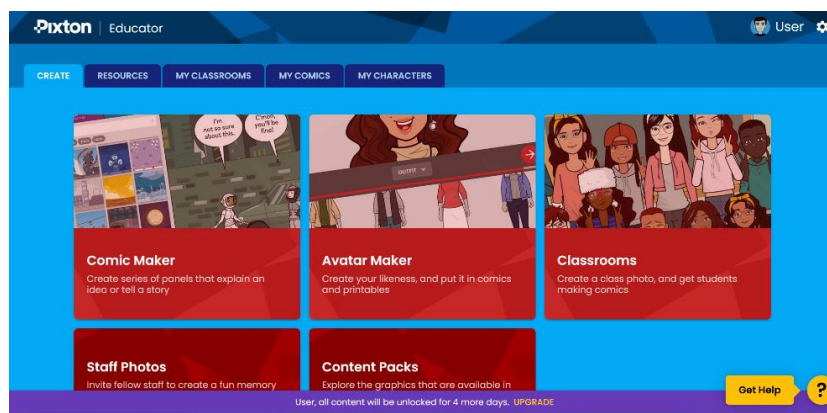 Pixton | Educator
User
CREATE
RESOURCES
MY CLASSROOMS
MY COMICS
MY CHARACTERS
I'm
not so sure
about this.
C'mon,
you'll be
fine!
OUTFIT
Comic Maker
Create series of panels that explain an
idea or tell a story
Avatar Maker
Create your likeness, and put it in comics
and printables
Classrooms
Create a class photo, and get students
making comics
Staff Photos
Invite fellow staff to create a fun memory
Content Packs
Explore the graphics that are available in
User, all content will be unlocked for 4 more days. UPGRADE
Get Help
?